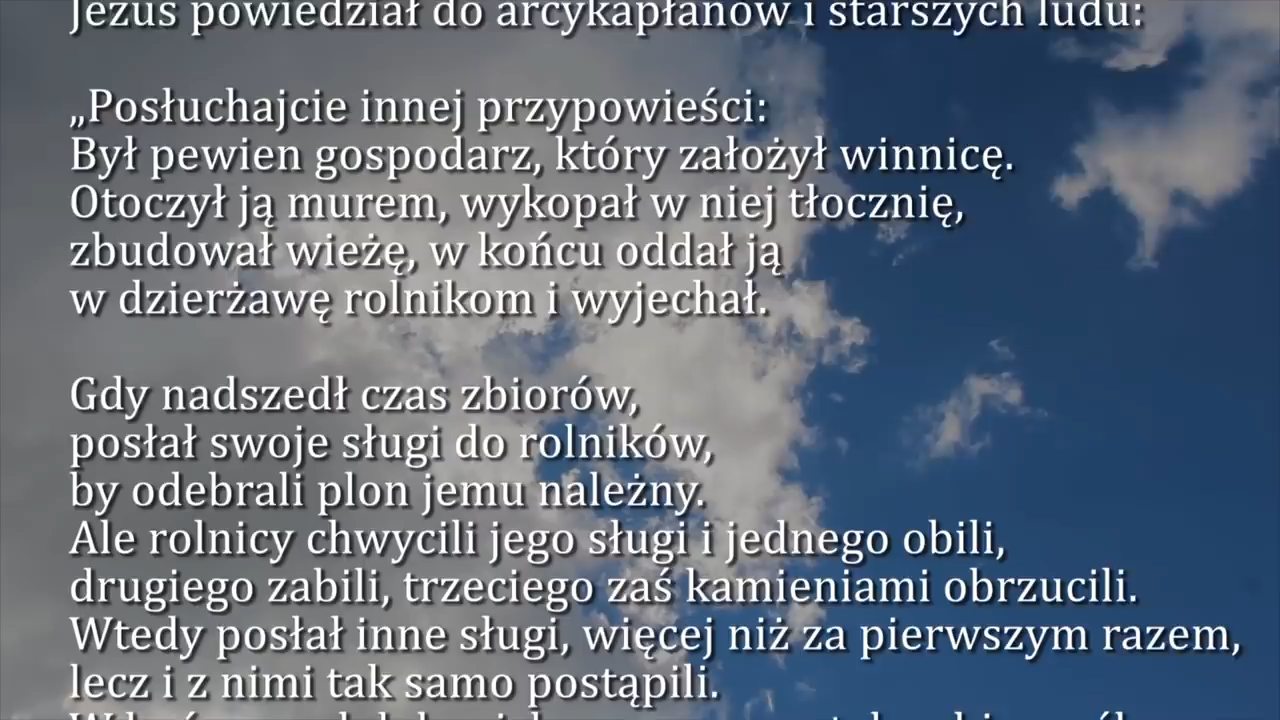 Jezus powiedział do arcykapłanów i starszych ludu:
„Posłuchajcie innej przypowieści:
Był pewien gospodarz, który założył winnicę.
Otoczył ją murem, wykopał w niej tłocznię,
zbudował wieżę, w końcu oddał ją
w dzierżawę rolnikom i wyjechał.
Gdy nadszedł czas zbiorów,
posłał swoje sługi do rolników,
by odebrali plon jemu należny.
Ale rolnicy chwycili jego sługi i jednego obili,
drugiego zabili, trzeciego zaś kamieniami obrzucili.
Wtedy posłał inne sługi, więcej niż za pierwszym razem,
lecz i z nimi tak samo postąpili.